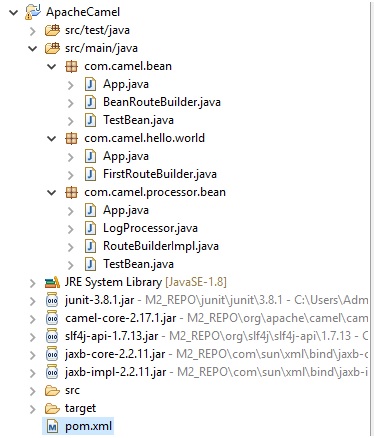 ApacheCamel
src/test/java
src/main/java
com.camel.bean
App.java
BeanRouteBuilder.java
TestBean.java
com.camel.hello.world
App.java
FirstRouteBuilder.java
com.camel.processor.bean
App.java
LogProcessor.java
RouteBuilderImpl.java
TestBean.java
JRE System Library [JavaSE-1.8]
junit-3.8.1.jar - M2_REPO\junit\junit\3.8.1 - C:\Users\Adm
camel-core-2.17.1.jar - M2_REPO\org\apache\camel\cam
slf4j-api-1.7.13.jar - M2_REPO\org\slf4j\slf4j-api\1.7.13 -
jaxb-core-2.2.11.jar - M2_REPO\com\sun\xml\bind\jaxb-c
jaxb-impl-2.2.11.jar - M2_REPO\com\sun\xml\bind\jaxb-i
src
target
pom.xml